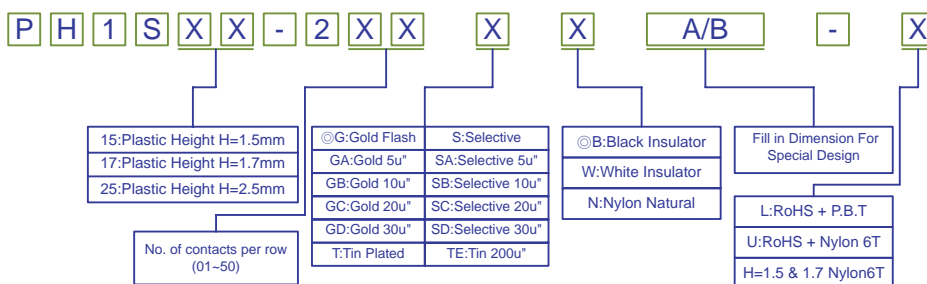 P H 1 S X X - 2 X X X X A/B - X
15:Plastic Height H=1.5mm
17:Plastic Height H=1.7mm
25:Plastic Height H=2.5mm
No. of contacts per row
(01~50)
◎G:Gold Flash S:Selective
GA:Gold 5u" SA:Selective 5u"
GB:Gold 10u" SB:Selective 10u"
GC:Gold 20u" SC:Selective 20u"
GD:Gold 30u" SD:Selective 30u"
T:Tin Plated TE:Tin 200u"
◎B:Black Insulator
W:White Insulator
N:Nylon Natural
Fill in Dimension For
Special Design
L:RoHS + P.B.T
U:RoHS + Nylon 6T
H=1.5 & 1.7 Nylon6T